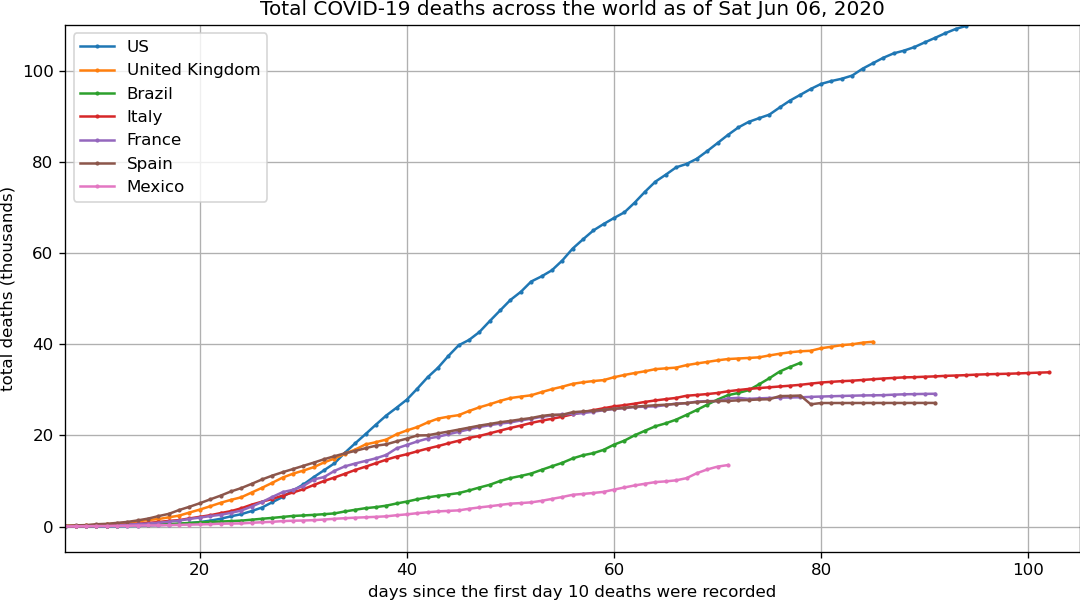 Total COVID-19 deaths across the world as of Sat Jun 06, 2020
US
United Kingdom
Brazil
Italy
France
Spain
Mexico
total deaths (thousands)
100
80
60
40
20
0
20
40
60
80
100
days since the first day 10 deaths were recorded